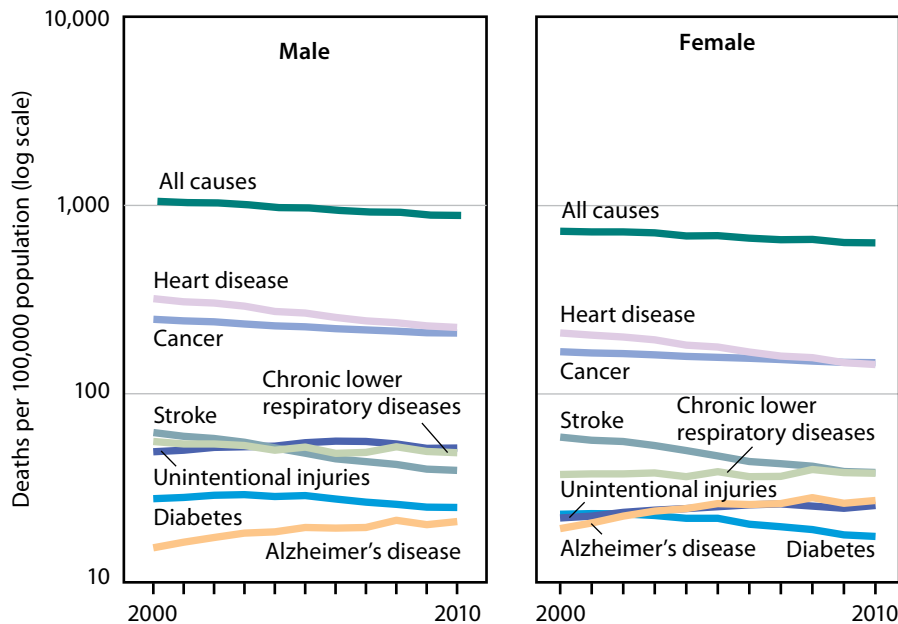 Deaths per 100,000 population (log scale)
10,000
1,000
100
10
Male
All causes
Heart disease
Cancer
Chronic lower
respiratory diseases
Stroke
Unintentional injuries
Diabetes
Alzheimer’s disease
2000
2010
Female
All causes
Heart disease
Cancer
Stroke
Chronic lower
respiratory diseases
Unintentional injuries
Alzheimer’s disease
Diabetes
2000
2010